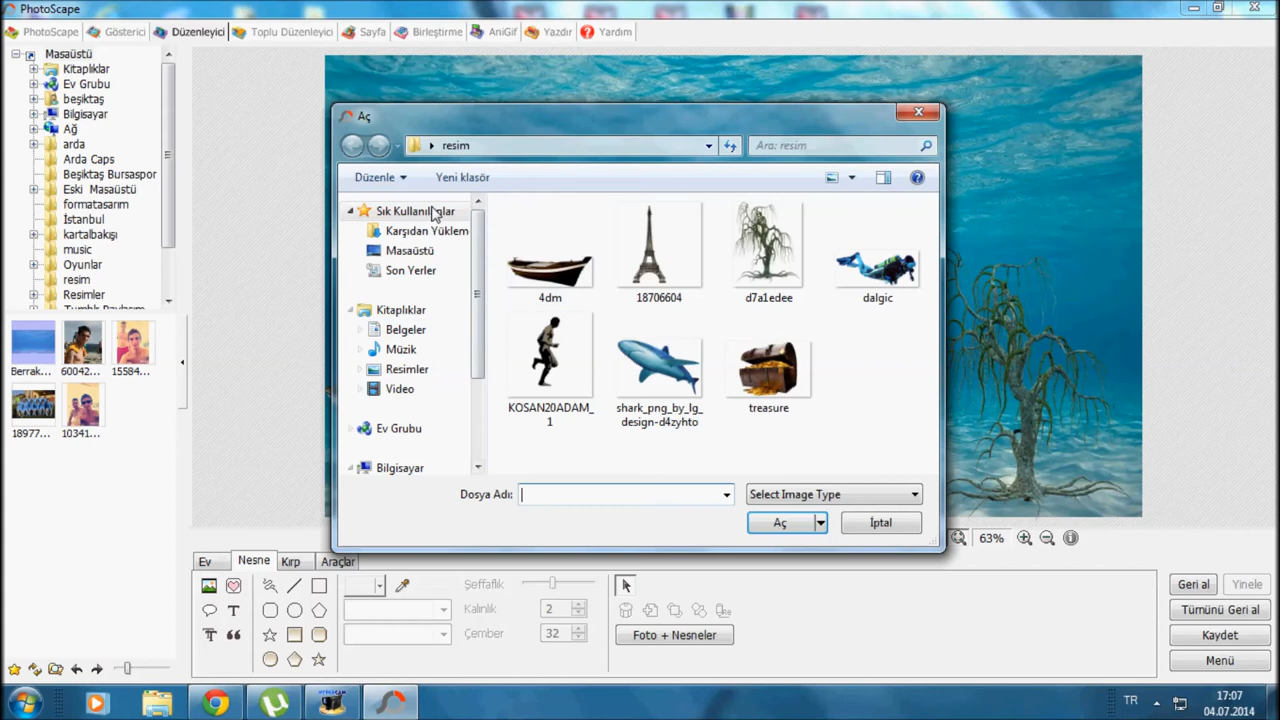 PhotoScape
PhotoScape Gösterici Düzenleyici Toplu Düzenleyici Sayfa Birleştirme AniGif Yazdır Yardım
Masaüstü
Kitaplıklar
Ev Grubu
beşiktaş
Bilgisayar
Ağ
arda
Arda Caps
Beşiktaş Bursaspor
Eski Masaüstü
formatasarım
İstanbul
kartalbakışı
music
Oyunlar
resim
Resimler
Berrak...
60042...
15584...
18977...
10341...
Aç
resim
Ara: resim
Düzenle
Yeni klasör
Sık Kullanılanlar
Karşıdan Yüklem
Masaüstü
Son Yerler
Kitaplıklar
Belgeler
Müzik
Resimler
Video
Ev Grubu
Bilgisayar
4dm
18706604
d7a1edee
dalgic
KOSAN20ADAM_
1
shark_png_by_lg_
design-d4zyhto
treasure
Dosya Adı:
Select Image Type
Aç
İptal
63%
Ev Nesne Kırp Araçlar
Şeffaflık
Kalınlık 2
Çember 32
Foto + Nesneler
Geri al Yinele
Tümünü Geri al
Kaydet
Menü
TR
17:07
04.07.2014